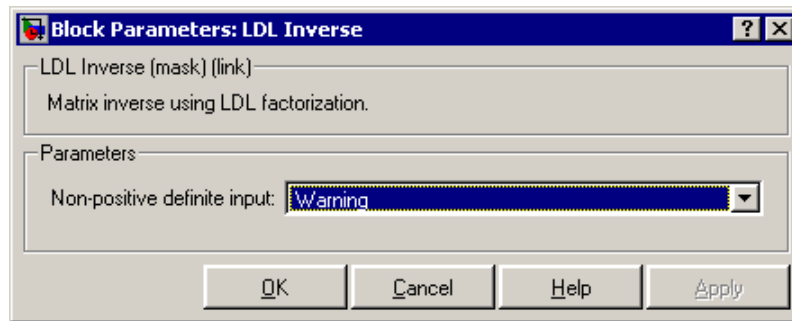 Block Parameters: LDL Inverse
LDL Inverse (mask) (link)
Matrix inverse using LDL factorization.
Parameters
Non-positive definite input: Warning
OK Cancel Help Apply